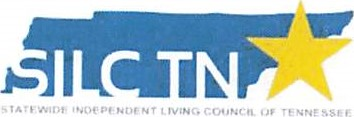 SILC TN
STATEWIDE INDEPENDENT LIVING COUNCIL OF TENNESSEE